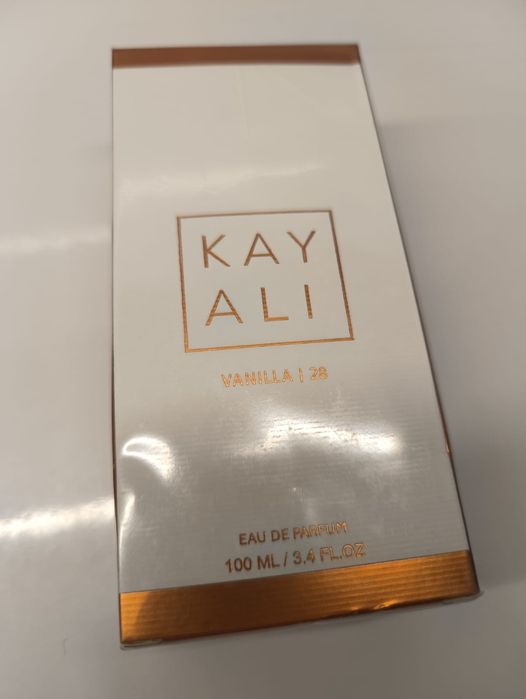 KAY
ALI
VANILLA | 28
EAU DE PARFUM
100 ML / 3.4 FL.OZ